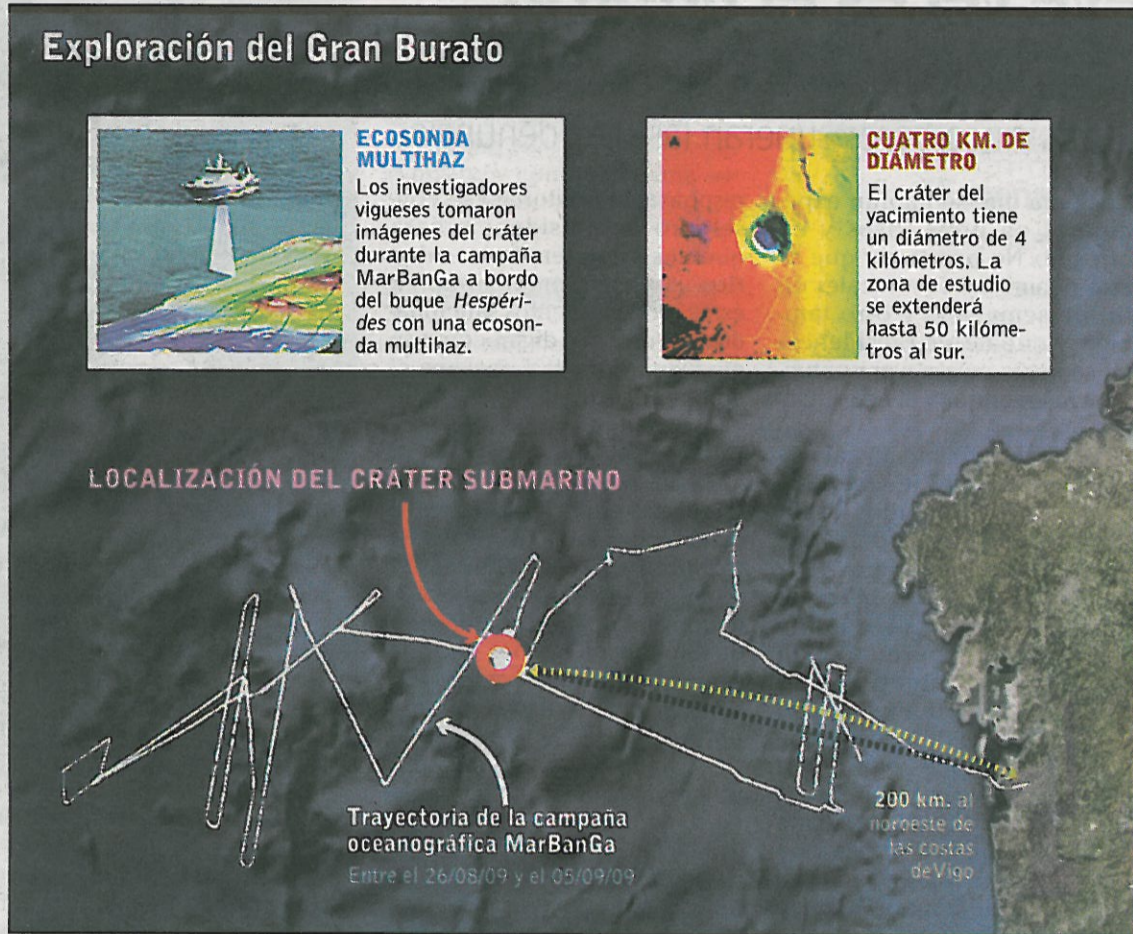 Exploración del Gran Burato
ECOSONDA
MULTIHAZ
Los investigadores
vigueses tomaron
imágenes del cráter
durante la campaña
MarBanGa a bordo
del buque Hespéri-
des con una ecoson-
da multihaz.
CUATRO KM. DE
DIÁMETRO
El cráter del
yacimiento tiene
un diámetro de 4
kilómetros. La
zona de estudio
se extenderá
hasta 50 kilóme-
tros al sur.
LOCALIZACIÓN DEL CRÁTER SUBMARINO
Trayectoria de la campaña
oceanográfica MarBanGa
Entre el 26/08/09 y el 05/09/09
200 km. al
noroeste de
las costas
deVigo